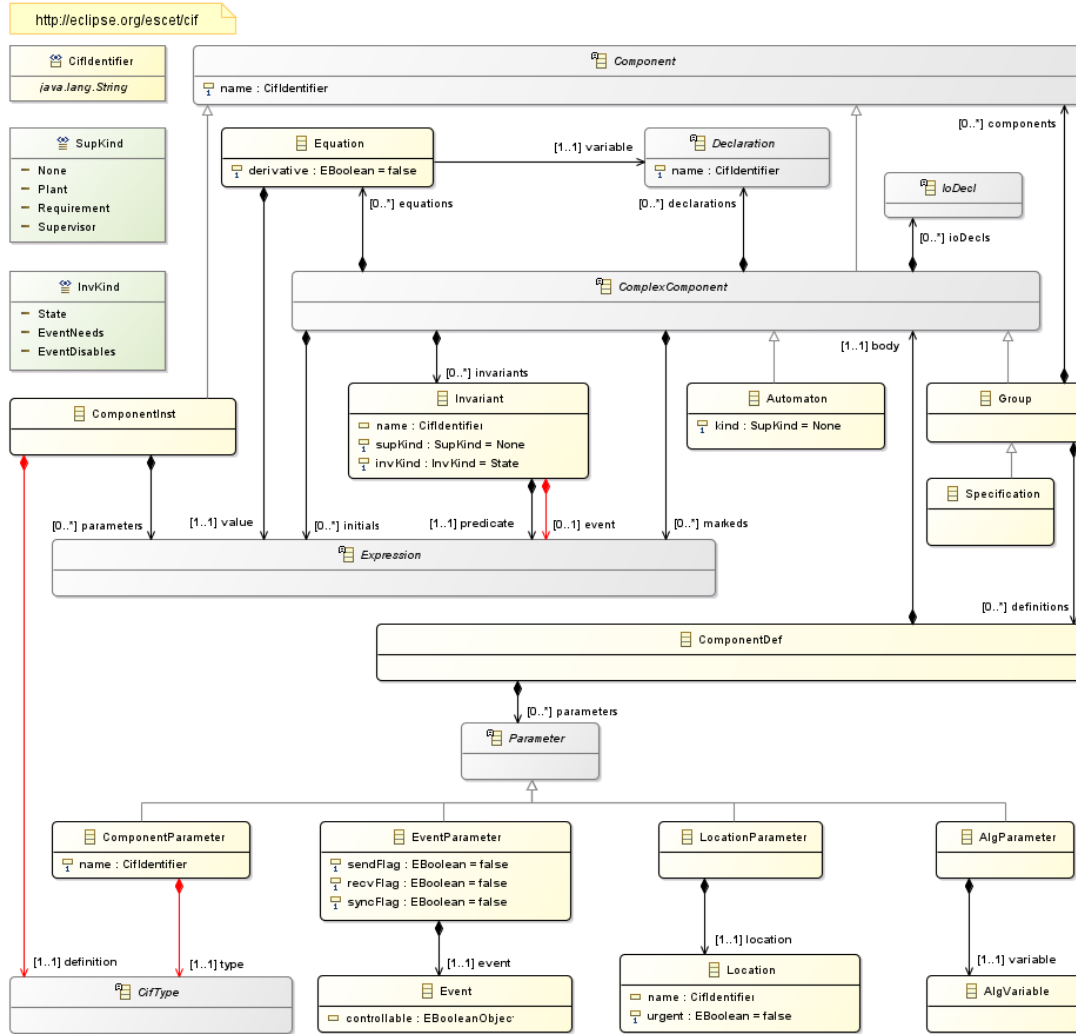 http://eclipse.org/escet/cif
CifIdentifier
java.lang.String
Component
name : CifIdentifier
[0..*] components
SupKind
None
Plant
Requirement
Supervisor
Equation
derivative : EBoolean = false
[1..1] variable
Declaration
name : CifIdentifier
IoDecl
[0..*] equations
[0..*] declarations
[0..*] ioDecls
InvKind
State
EventNeeds
EventDisables
ComplexComponent
[1..1] body
[0..*] invariants
ComponentInst
Invariant
name : CifIdentifier
supKind : SupKind = None
invKind : InvKind = State
Automaton
kind : SupKind = None
Group
Specification
[0..*] parameters
[1..1] value
[0..*] initials
[1..1] predicate
[0..1] event
[0..*] markeds
Expression
[0..*] definitions
ComponentDef
[0..*] parameters
Parameter
ComponentParameter
name : CifIdentifier
EventParameter
sendFlag : EBoolean = false
recvFlag : EBoolean = false
syncFlag : EBoolean = false
LocationParameter
AlgParameter
[1..1] definition
[1..1] type
[1..1] event
[1..1] location
[1..1] variable
CifType
Event
controllable : EBooleanObjec
Location
name : CifIdentifier
urgent : EBoolean = false
AlgVariable